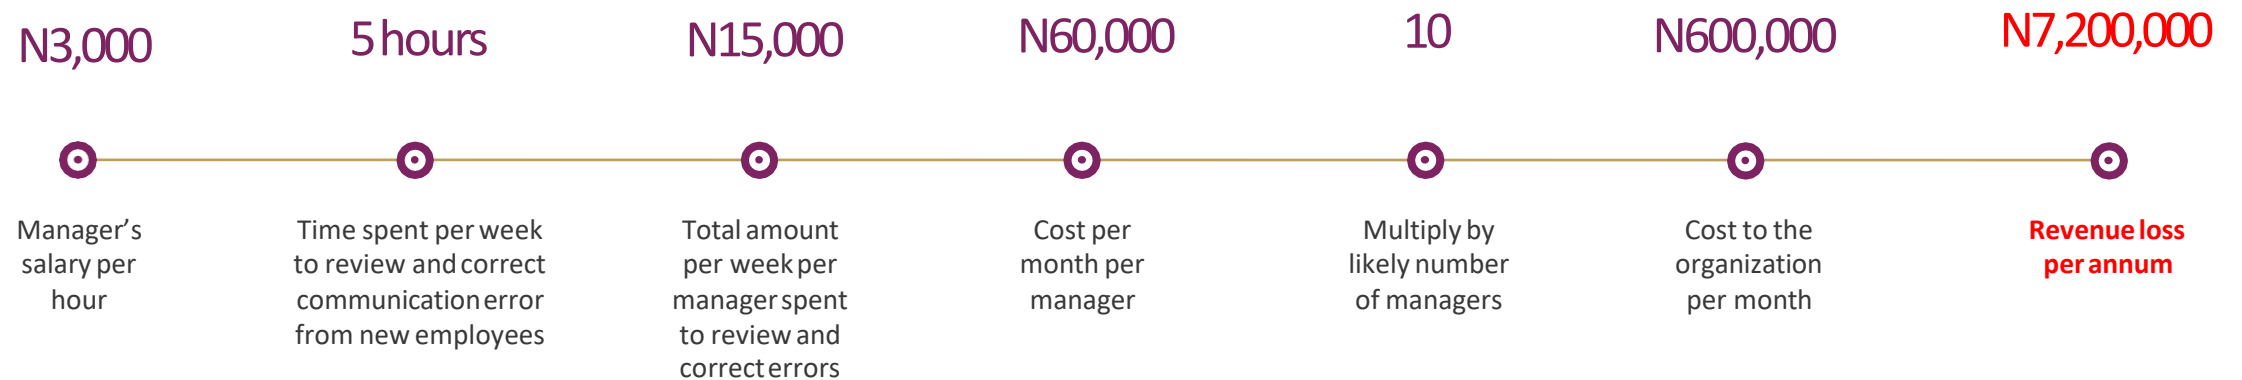 N3,000
5 hours
N15,000
N60,000
10
N600,000
N7,200,000
Manager’s
salary per
hour
Time spent per week
to review and correct
communication error
from new employees
Total amount
per week per
manager spent
to review and
correct errors
Cost per
month per
manager
Multiply by
likely number
of managers
Cost to the
organization
per month
Revenue loss
per annum